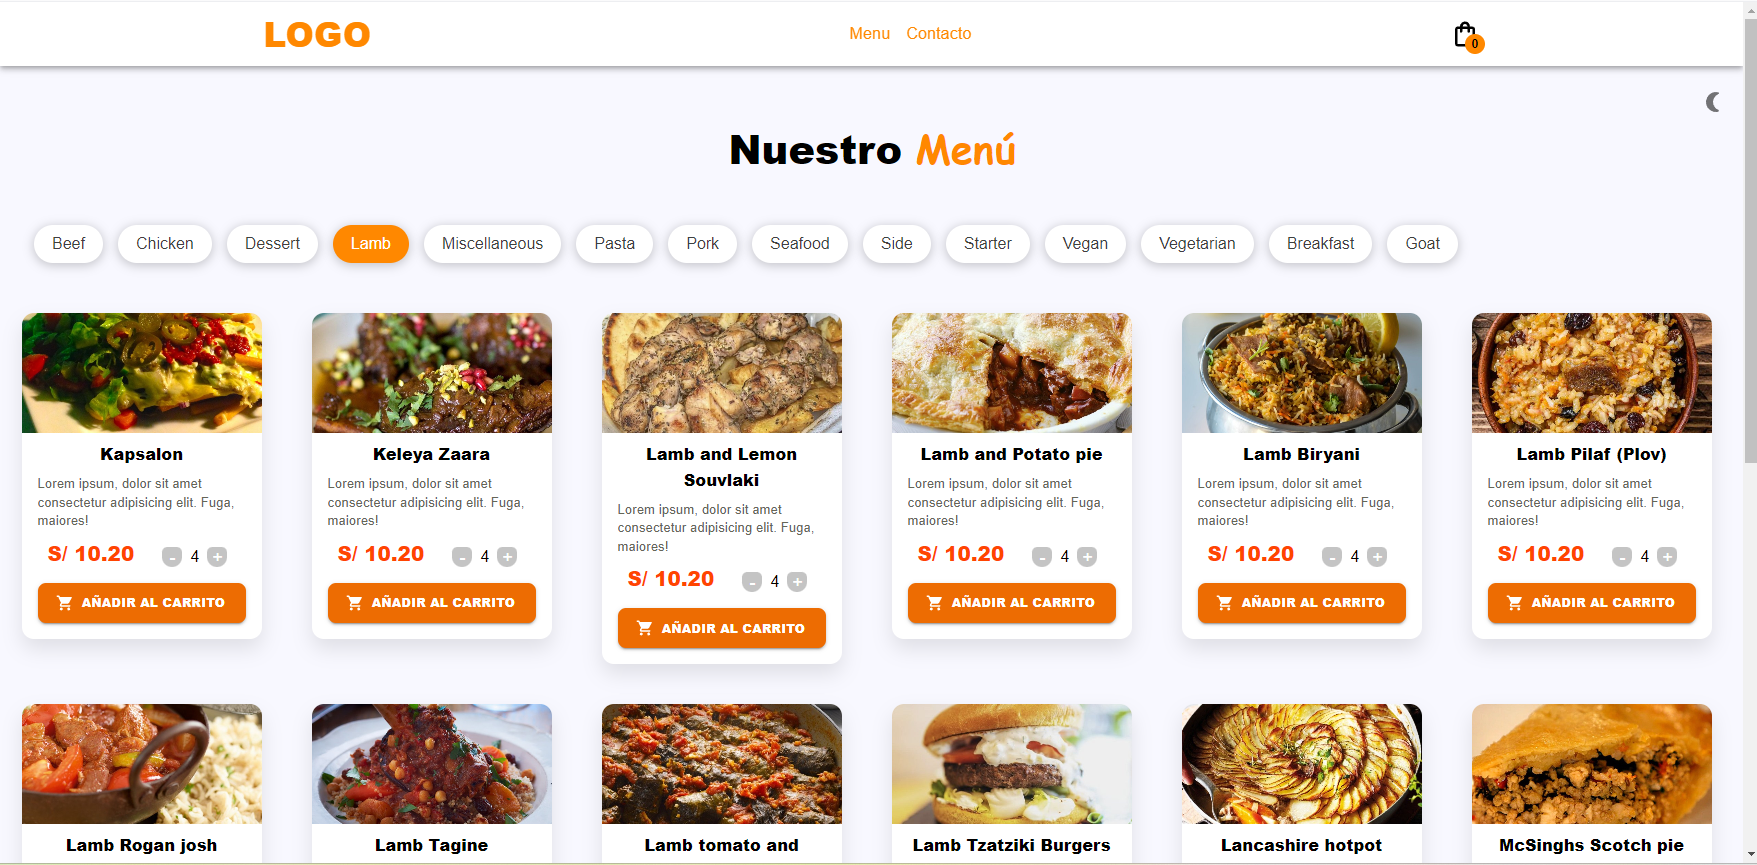 LOGO
Menu Contacto
0
Nuestro Menú
Beef Chicken Dessert Lamb Miscellaneous Pasta Pork Seafood Side Starter Vegan Vegetarian Breakfast Goat
Kapsalon
Lorem ipsum, dolor sit amet
consectetur adipisicing elit. Fuga,
maiores!
S/ 10.20 - 4 +
AÑADIR AL CARRITO
Keleya Zaara
Lorem ipsum, dolor sit amet
consectetur adipisicing elit. Fuga,
maiores!
S/ 10.20 - 4 +
AÑADIR AL CARRITO
Lamb and Lemon
Souvlaki
Lorem ipsum, dolor sit amet
consectetur adipisicing elit. Fuga,
maiores!
S/ 10.20 - 4 +
AÑADIR AL CARRITO
Lamb and Potato pie
Lorem ipsum, dolor sit amet
consectetur adipisicing elit. Fuga,
maiores!
S/ 10.20 - 4 +
AÑADIR AL CARRITO
Lamb Biryani
Lorem ipsum, dolor sit amet
consectetur adipisicing elit. Fuga,
maiores!
S/ 10.20 - 4 +
AÑADIR AL CARRITO
Lamb Pilaf (Plov)
Lorem ipsum, dolor sit amet
consectetur adipisicing elit. Fuga,
maiores!
S/ 10.20 - 4 +
AÑADIR AL CARRITO
Lamb Rogan josh
Lamb Tagine
Lamb tomato and
Lamb Tzatziki Burgers
Lancashire hotpot
McSinghs Scotch pie